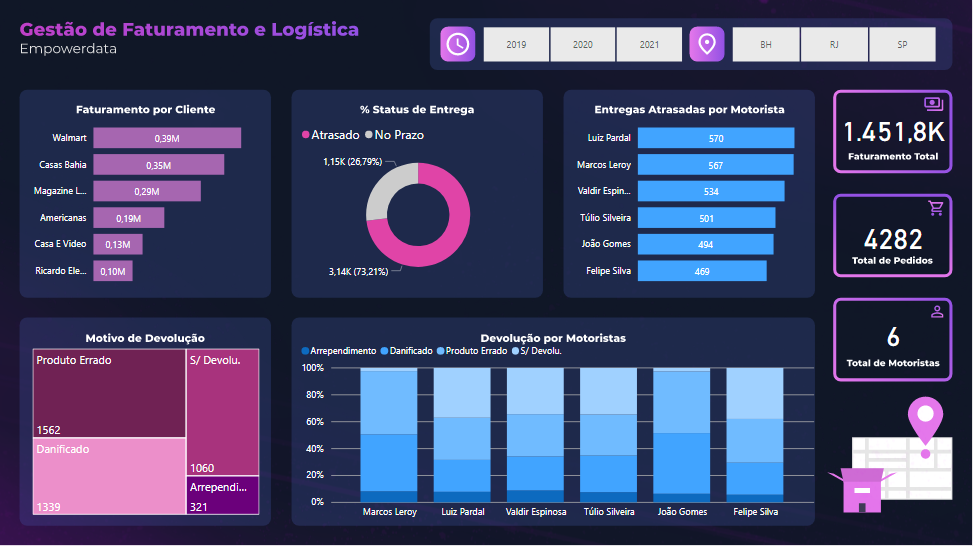 Gestão de Faturamento e Logística
Empowerdata
2019 2020 2021 BH RJ SP
Faturamento por Cliente
Walmart 0,39M
Casas Bahia 0,35M
Magazine L... 0,29M
Americanas 0,19M
Casa E Video 0,13M
Ricardo Ele... 0,10M
% Status de Entrega
Atrasado No Prazo
1,15K (26,79%)
3,14K (73,21%)
Entregas Atrasadas por Motorista
Luiz Pardal 570
Marcos Leroy 567
Valdir Espin... 534
Túlio Silveira 501
João Gomes 494
Felipe Silva 469
1.451,8K
Faturamento Total
4282
Total de Pedidos
6
Total de Motoristas
Motivo de Devolução
Produto Errado
1562
Danificado
1339
S/ Devolu.
1060
Arrependi...
321
Devolução por Motoristas
Arrependimento Danificado Produto Errado S/ Devolu.
100%
80%
60%
40%
20%
0%
Marcos Leroy Luiz Pardal Valdir Espinosa Túlio Silveira João Gomes Felipe Silva